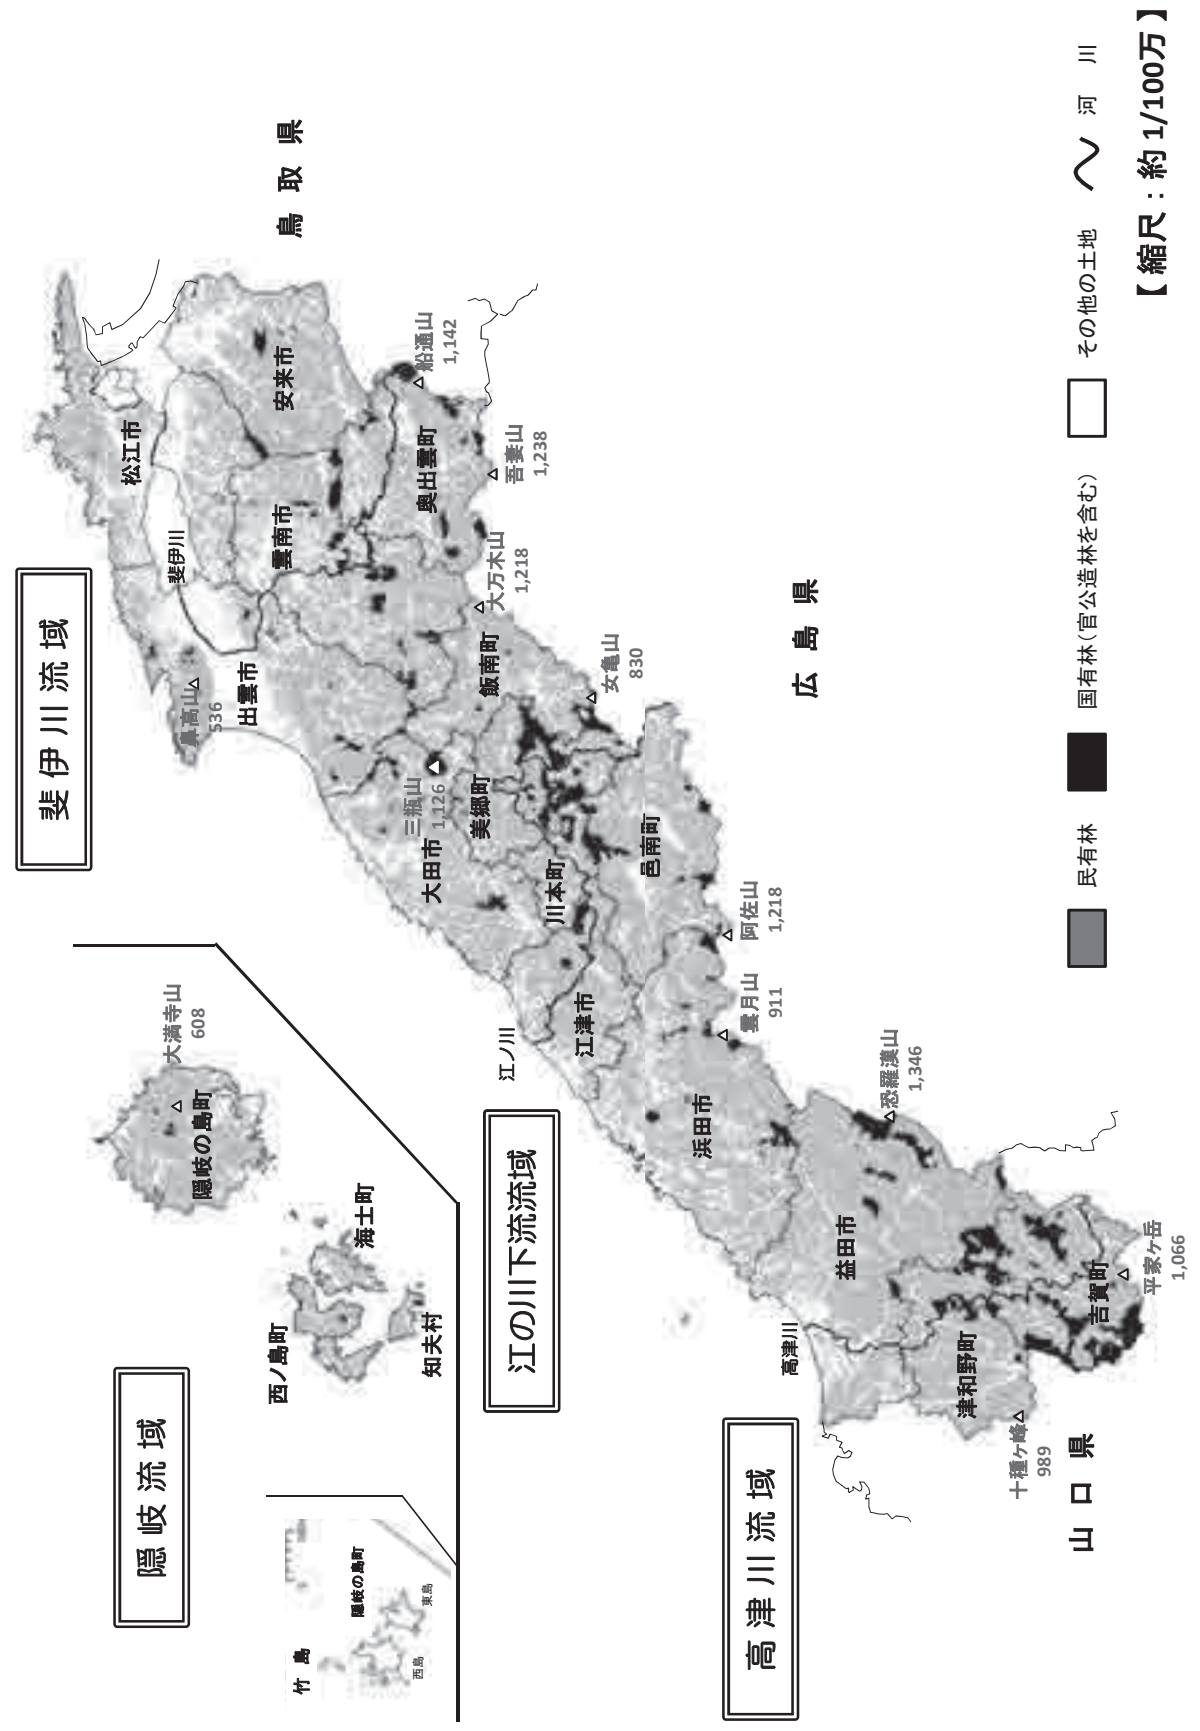 隠岐流域
斐伊川流域
江の川下流流域
高津川流域
竹島
隠岐の島町
西島
東島
西ノ島町
海士町
知夫村
隠岐の島町
大満寺山
608
鳥取県
広島県
山口県
松江市
安来市
雲南市
奥出雲町
斐伊川
出雲市
飯南町
鼻高山
536
船通山
1,142
吾妻山
1,238
大万木山
1,218
女亀山
830
三瓶山
1,126
大田市
美郷町
川本町
邑南町
江ノ川
江津市
浜田市
阿佐山
1,218
雲月山
911
恐羅漢山
1,346
益田市
高津川
津和野町
吉賀町
十種ヶ峰
989
平家ヶ岳
1,066
民有林
国有林(官公造林を含む)
その他の土地
河川
【縮尺:約1/100万】